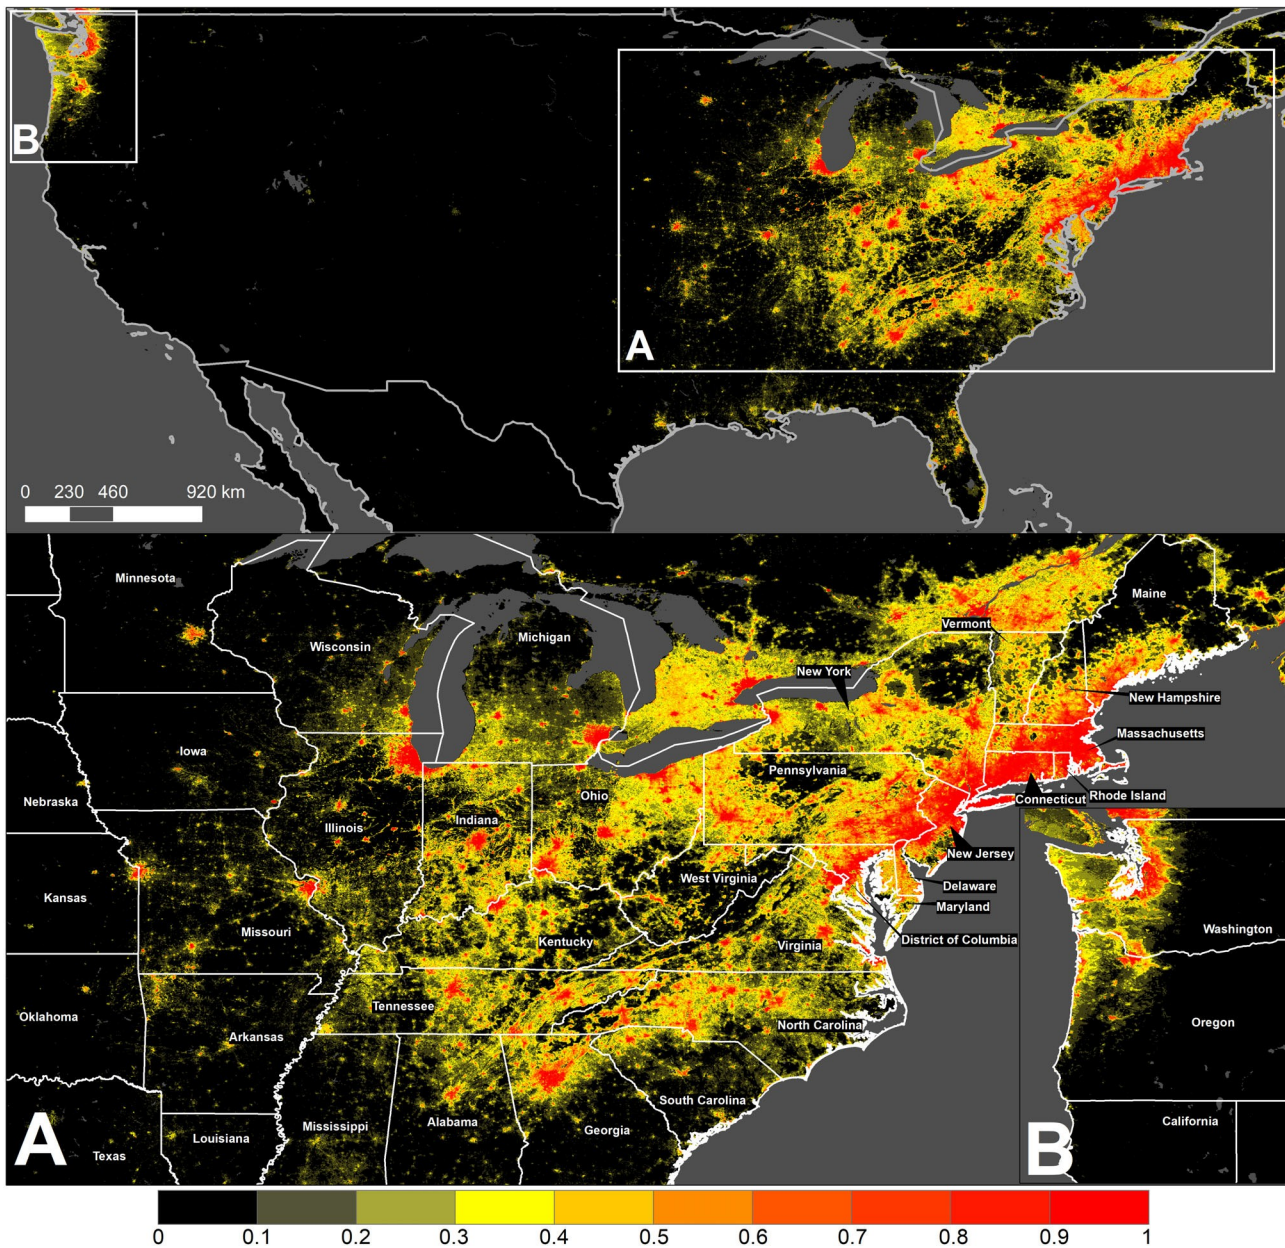 B
A
0 230 460 920 km
Minnesota
Wisconsin
Michigan
Maine
Vermont
New York
New Hampshire
Massachusetts
Iowa
Nebraska
Pennsylvania
Ohio
Connecticut
Rhode Island
Illinois
Indiana
New Jersey
Kansas
West Virginia
Delaware
Maryland
Missouri
Kentucky
Virginia
District of Columbia
Washington
Oklahoma
Tennessee
North Carolina
Arkansas
Oregon
South Carolina
Mississippi
Alabama
Georgia
Louisiana
Texas
California
A
B
0 0.1 0.2 0.3 0.4 0.5 0.6 0.7 0.8 0.9 1